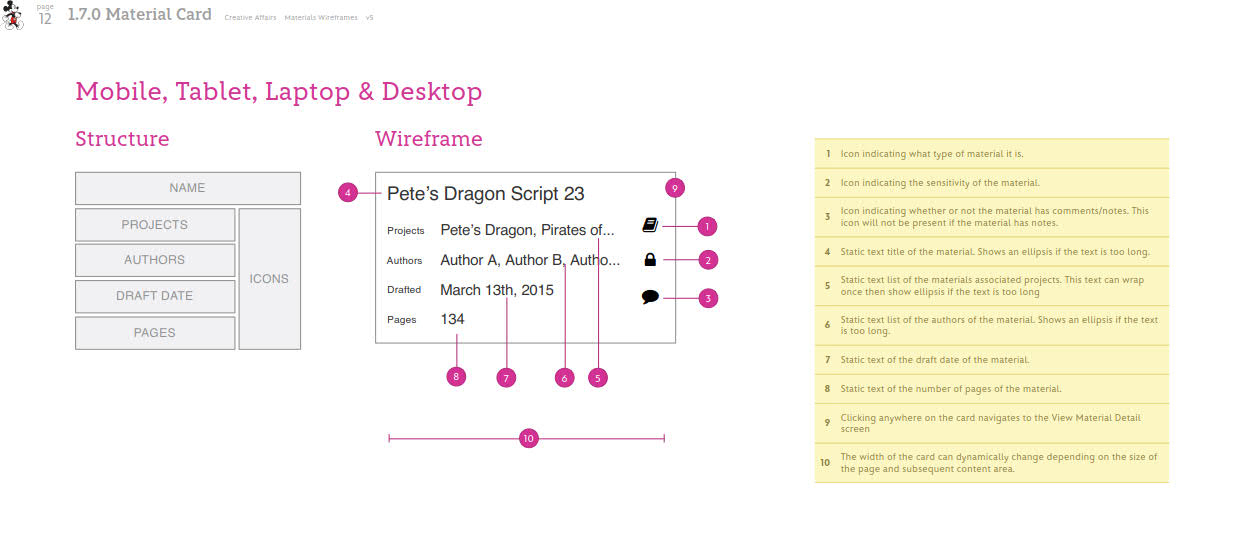 page
12
1.7.0 Material Card
Creative Affairs Materials Wireframes v5
Mobile, Tablet, Laptop & Desktop
Structure
NAME
PROJECTS
AUTHORS
DRAFT DATE
PAGES
ICONS
Wireframe
4
Pete's Dragon Script 23
9
Projects Pete's Dragon, Pirates of...
1
Authors Author A, Author B, Autho...
2
Drafted March 13th, 2015
3
Pages 134
8
7
6
5
10
1 Icon indicating what type of material it is.
2 Icon indicating the sensitivity of the material.
3 Icon indicating whether or not the material has comments/notes. This
icon will not be present if the material has notes.
4 Static text title of the material. Shows an ellipsis if the text is too long.
5 Static text list of the materials associated projects. This text can wrap
once then show ellipsis if the text is too long
6 Static text list of the authors of the material. Shows an ellipsis if the text
is too long.
7 Static text of the draft date of the material.
8 Static text of the number of pages of the material.
9 Clicking anywhere on the card navigates to the View Material Detail
screen
10 The width of the card can dynamically change depending on the size of
the page and subsequent content area.